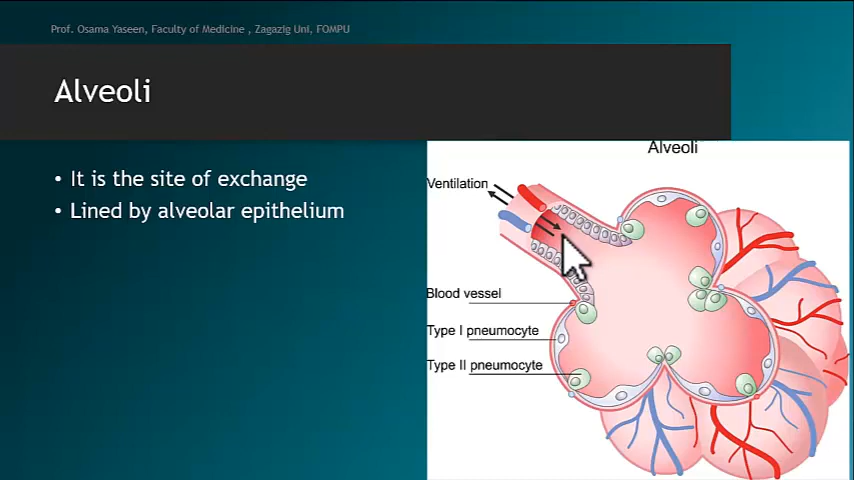 Prof. Osama Yaseen, Faculty of Medicine , Zagazig Uni, FOMPU
Alveoli
• It is the site of exchange
• Lined by alveolar epithelium
Alveoli
Ventilation
Blood vessel
Type I pneumocyte
Type II pneumocyte